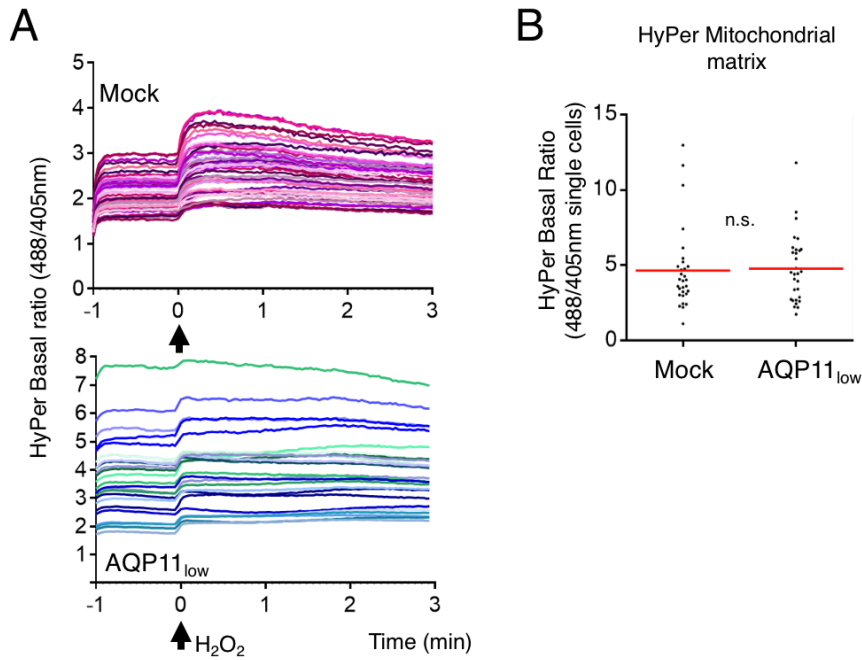 A
HyPer Basal ratio (488/405nm)
5
4
3
2
1
0
Mock
-1
0
1
2
3
8
7
6
5
4
3
2
1
AQP11low
-1
0
1
2
3
H2O2
Time (min)
B
HyPer Mitochondrial
matrix
HyPer Basal Ratio
(488/405nm single cells)
15
10
5
0
n.s.
Mock
AQP11low